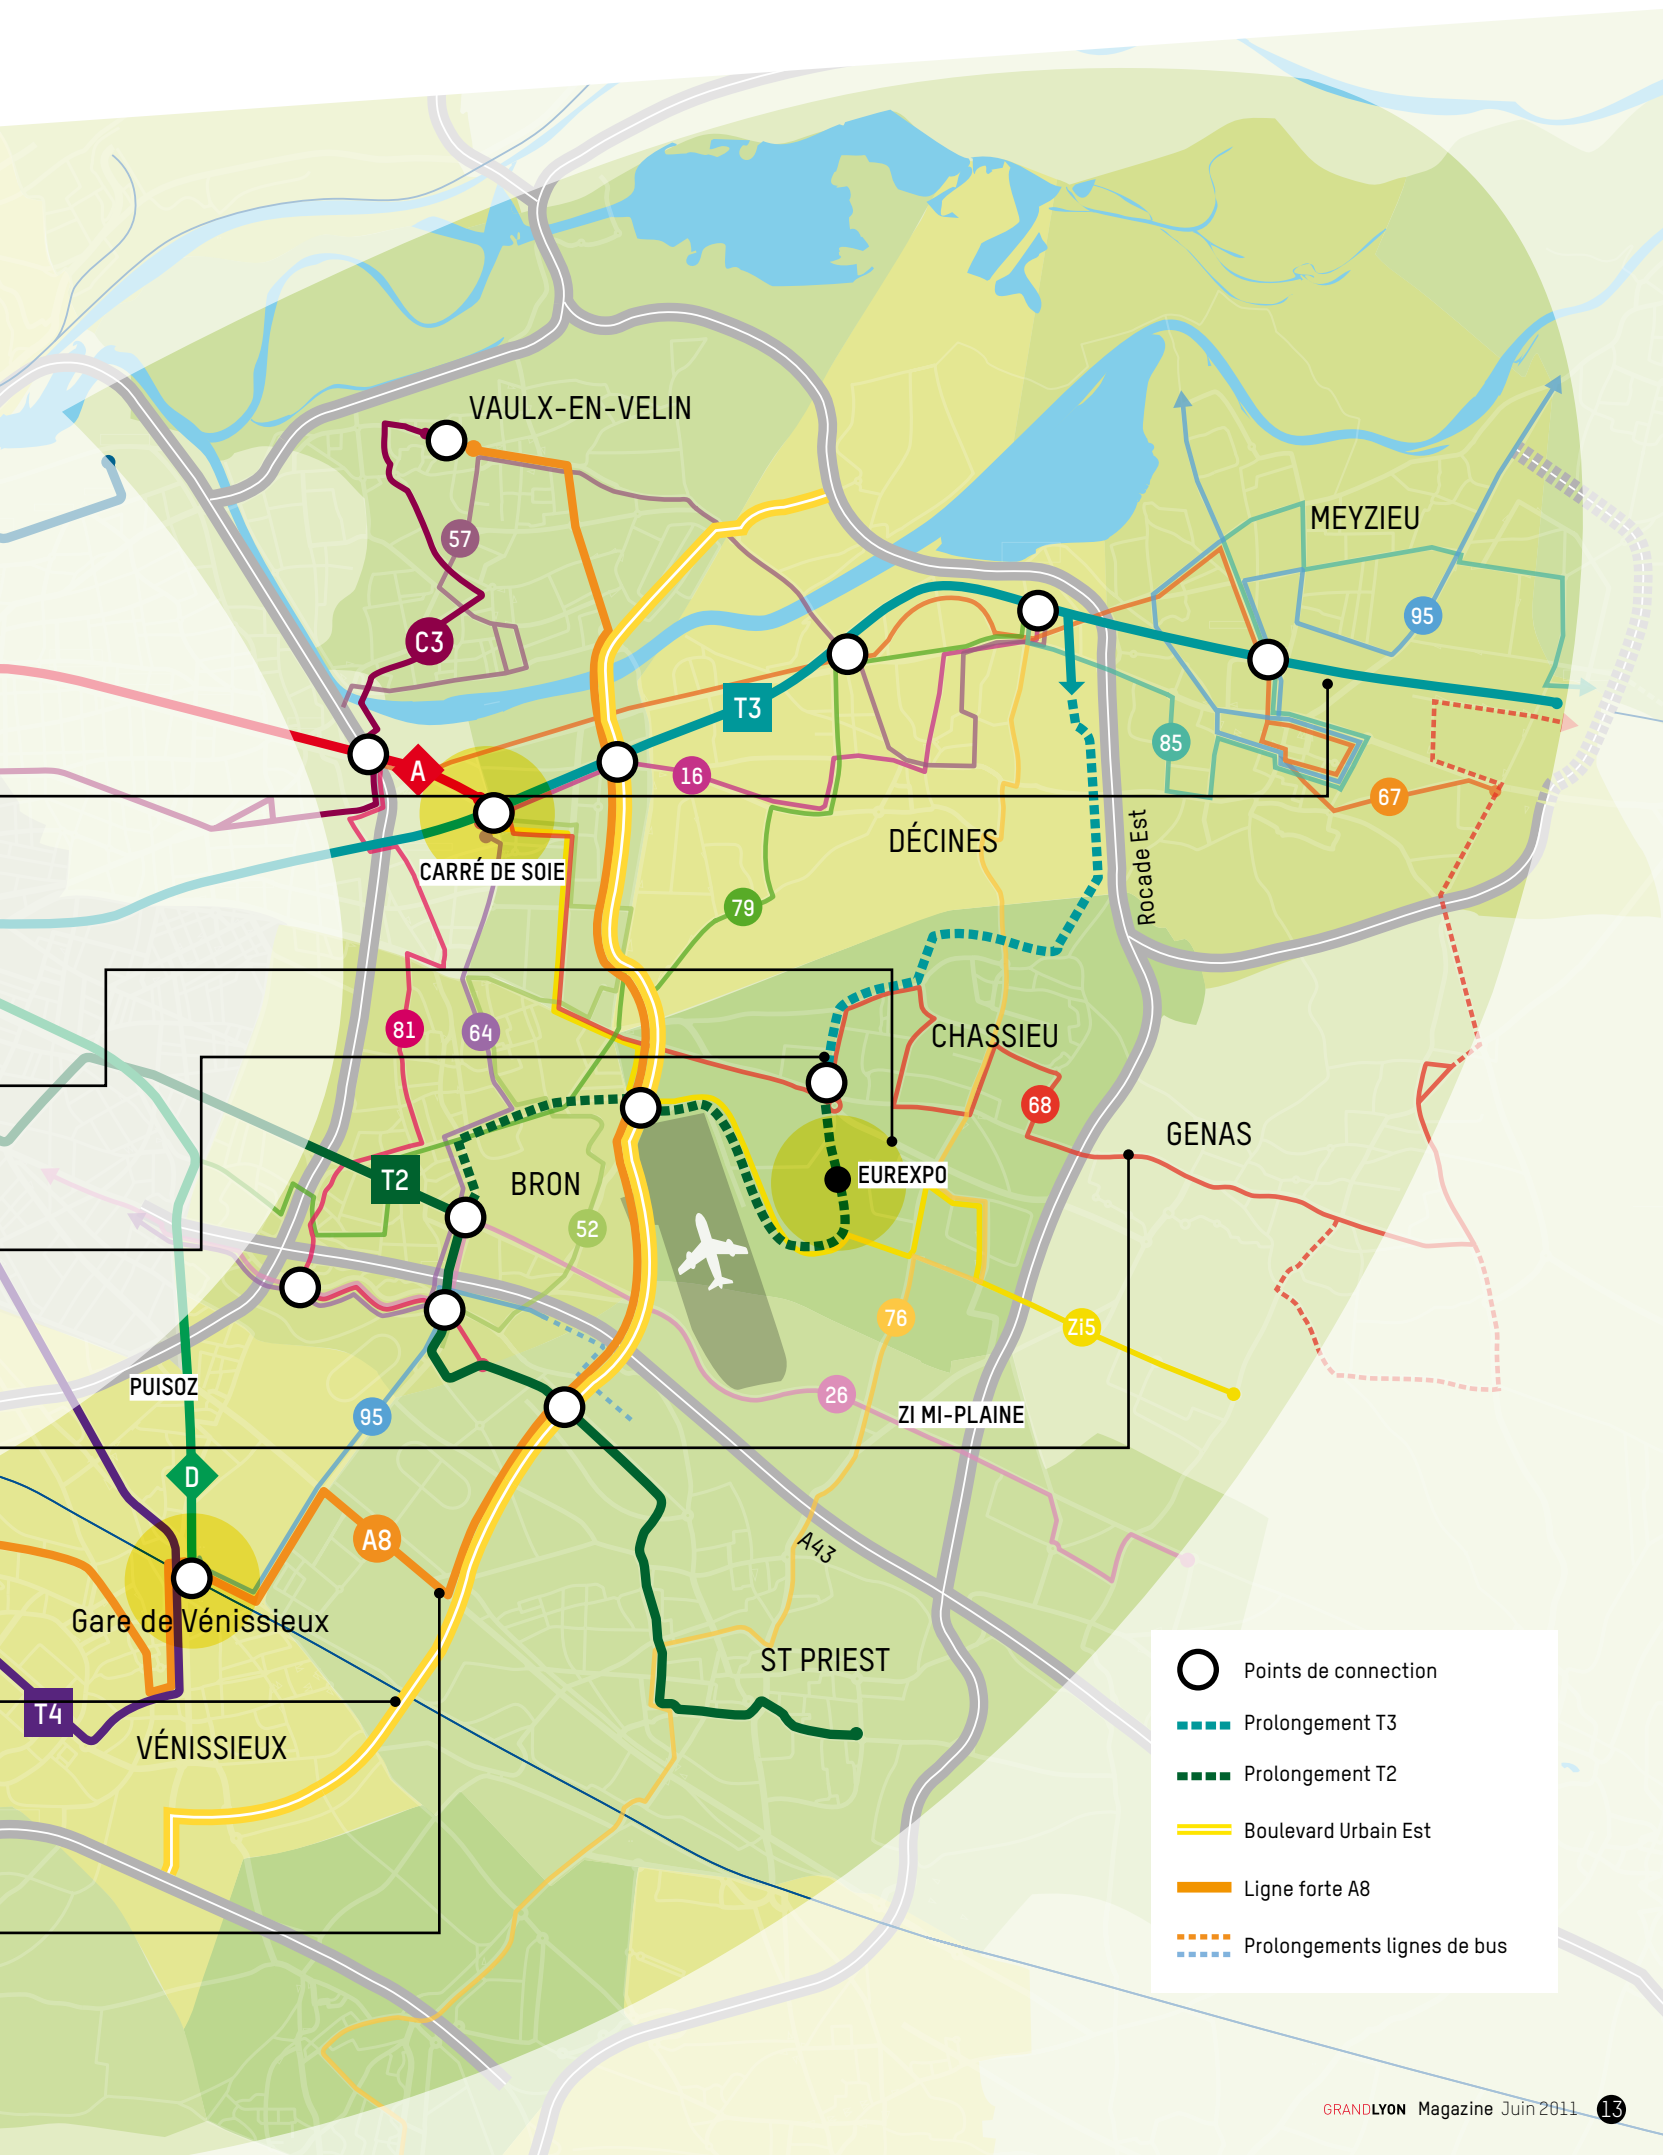 VAULX-EN-VELIN
MEYZIEU
57
95
C3
T3
85
A
16
67
DÉCINES
Rocade Est
CARRÉ DE SOIE
79
81
64
CHASSIEU
68
GENAS
T2
BRON
EUREXPO
52
76
Zi5
PUISOZ
26
95
ZI MI-PLAINE
D
A8
A43
Gare de Vénissieux
ST PRIEST
T4
VÉNISSIEUX
Points de connection
Prolongement T3
Prolongement T2
Boulevard Urbain Est
Ligne forte A8
Prolongements lignes de bus
GRANDLYON Magazine Juin 2011 13